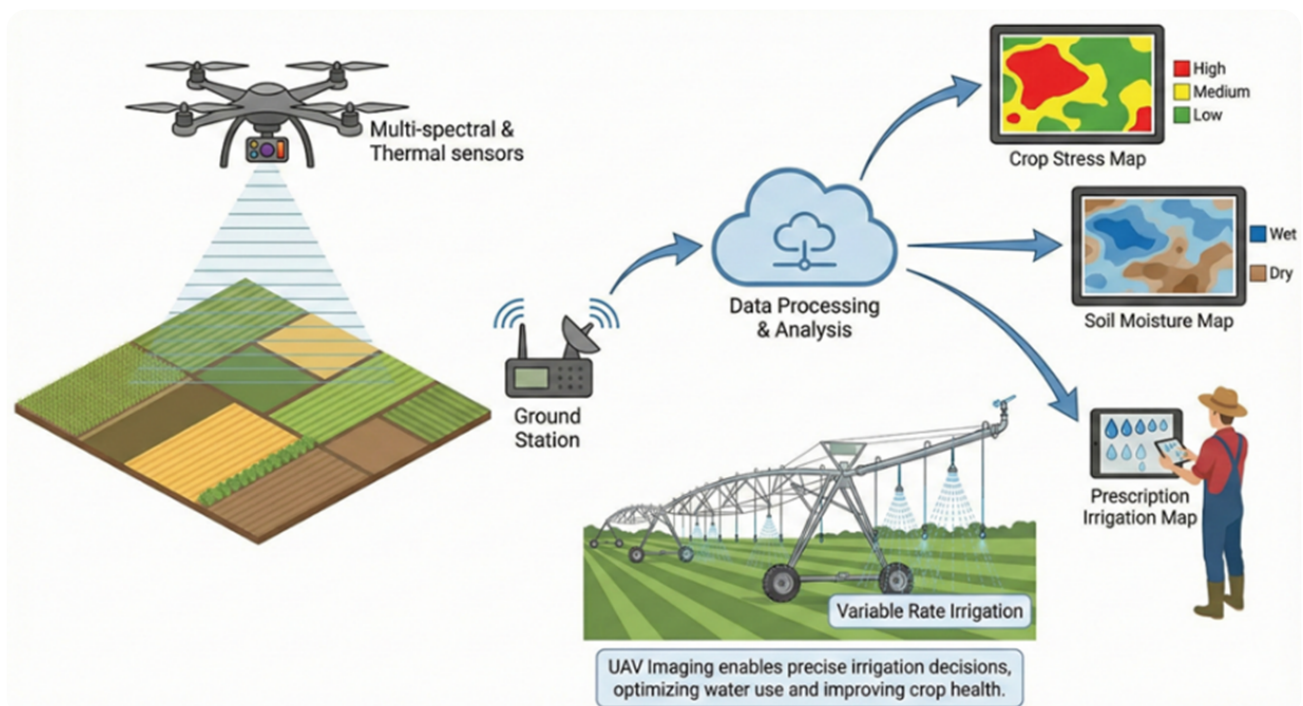 Multi-spectral &
Thermal sensors
Ground
Station
Data Processing
& Analysis
High
Medium
Low
Crop Stress Map
Wet
Dry
Soil Moisture Map
Prescription
Irrigation Map
Variable Rate Irrigation
UAV Imaging enables precise irrigation decisions,
optimizing water use and improving crop health.